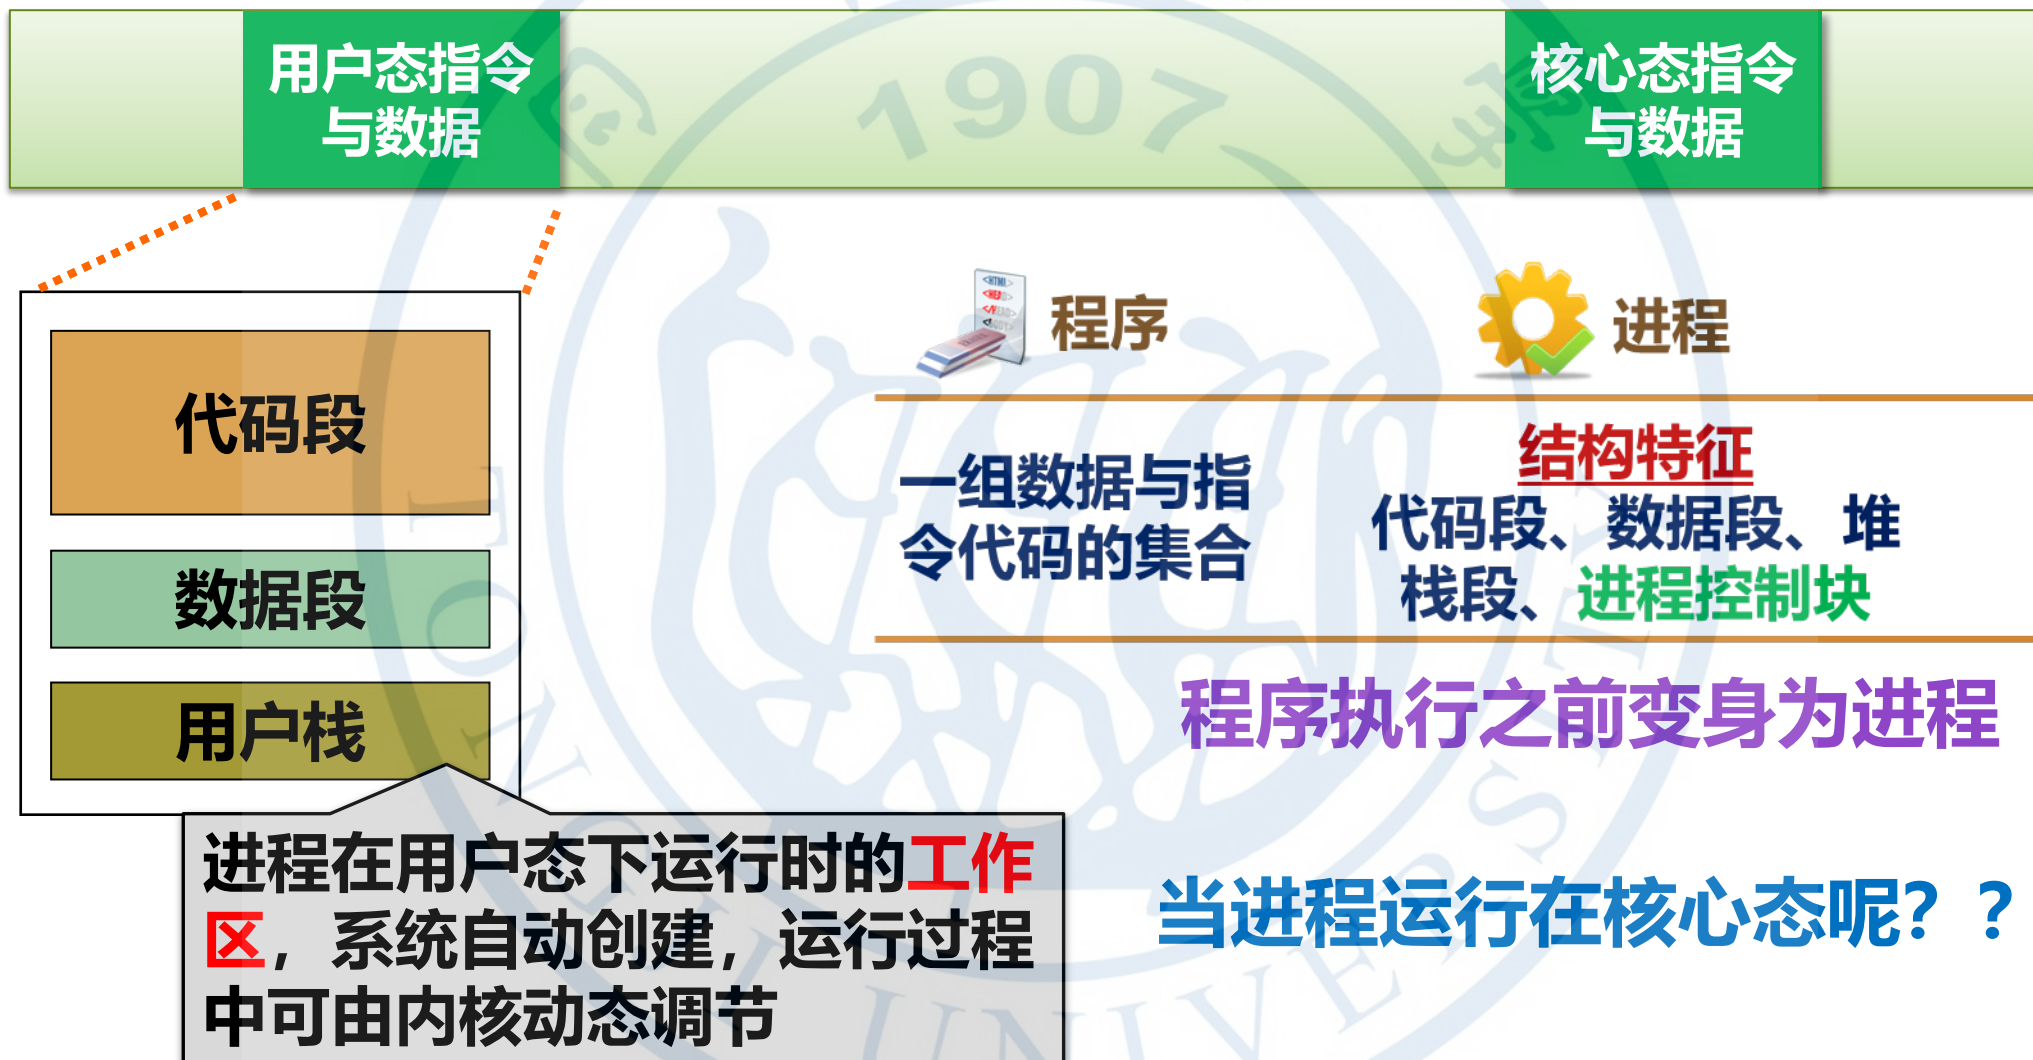 用户态指令
与数据
核心态指令
与数据
1907
代码段
数据段
用户栈
进程在用户态下运行时的工作
区，系统自动创建，运行过程
中可由内核动态调节
程序
进程
一组数据与指
令代码的集合
结构特征
代码段、数据段、堆
栈段、进程控制块
程序执行之前变身为进程
当进程运行在核心态呢？？